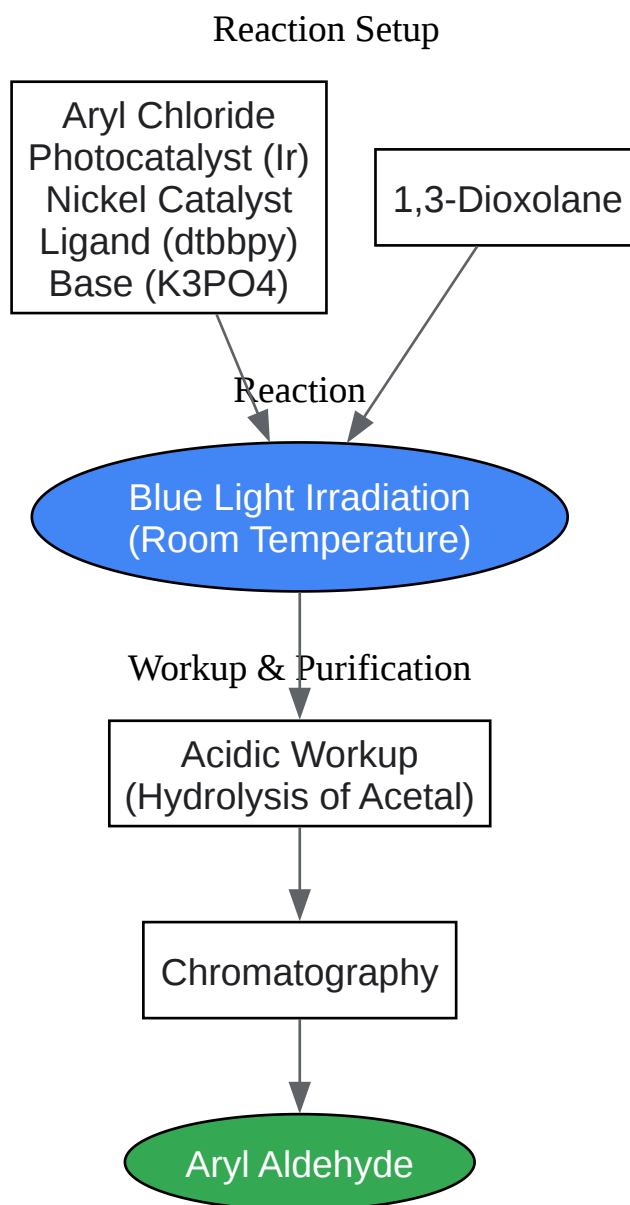 Reaction Setup
Aryl Chloride
Photocatalyst (Ir)
Nickel Catalyst
Ligand (dtbbpy)
Base (K3PO4)
1,3-Dioxolane
Reaction
Blue Light Irradiation
(Room Temperature)
Workup & Purification
Acidic Workup
(Hydrolysis of Acetal)
Chromatography
Aryl Aldehyde